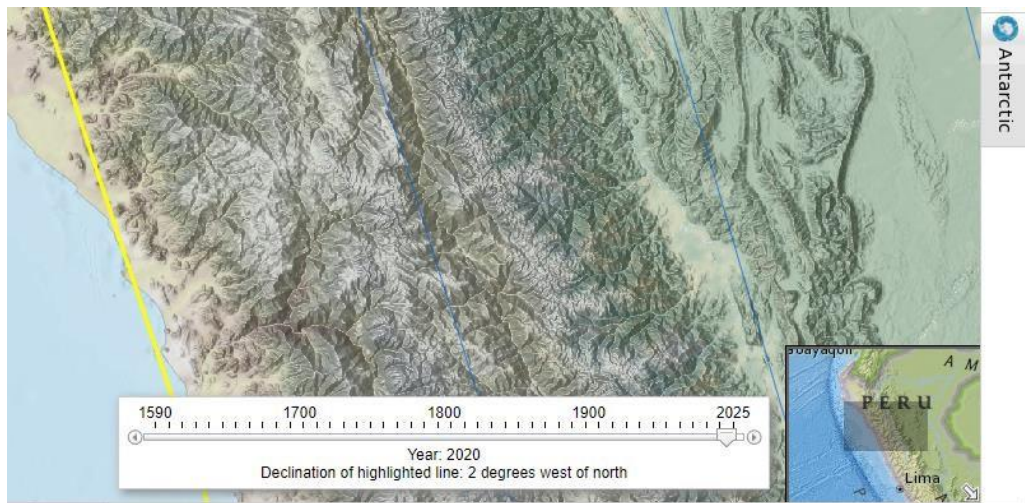 Antarctic
1590 1700 1800 1900 2025
Year: 2020
Declination of highlighted line: 2 degrees west of north
A M
PERU
Lima
P